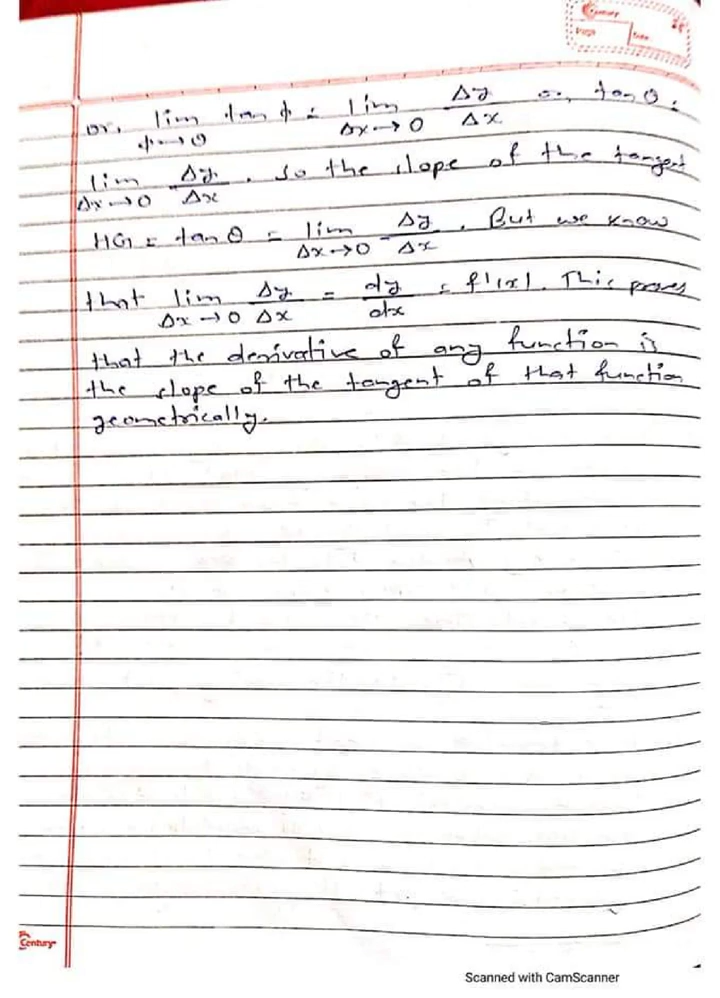 Century
Page
Date
or, lim tan ϕ = lim Δy or, tan θ =
ϕ→θ Δx→0 Δx
lim Δy . So the slope of the tangent
Δx→0 Δx
HG = tan θ = lim Δy . But we know
Δx→0 Δx
that lim Δy = dy = f'(x). This proves
Δx→0 Δx dx
that the derivative of any function is
the slope of the tangent of that function
geometrically.
Century
Scanned with CamScanner